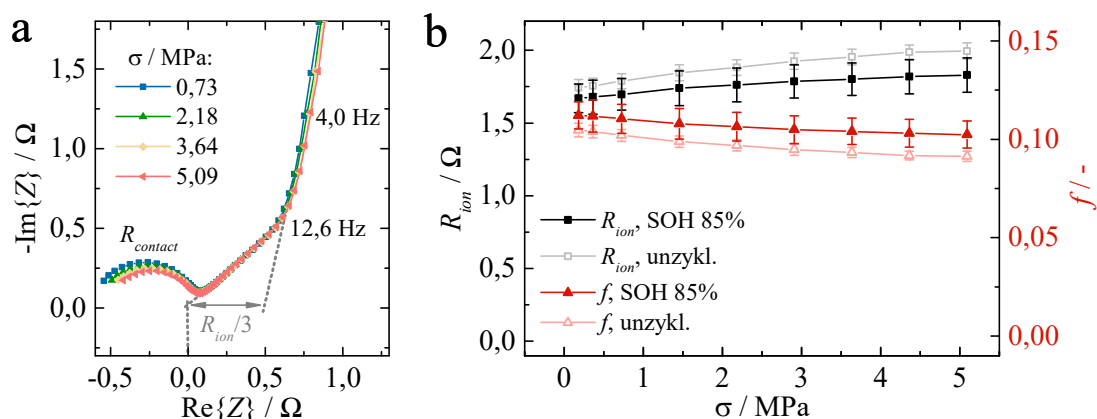 a
σ / MPa:
0,73
2,18
3,64
5,09
4,0 Hz
12,6 Hz
R_contact
R_ion/3
-Im{Z} / Ω
1,5
1,0
0,5
0,0
-0,5 0,0 0,5 1,0
Re{Z} / Ω
b
R_ion / Ω
2,0
1,5
1,0
0,5
0,0
R_ion, SOH 85%
R_ion, unzykl.
f, SOH 85%
f, unzykl.
0 1 2 3 4 5
σ / MPa
0,15
0,10
0,05
0,00
f / -